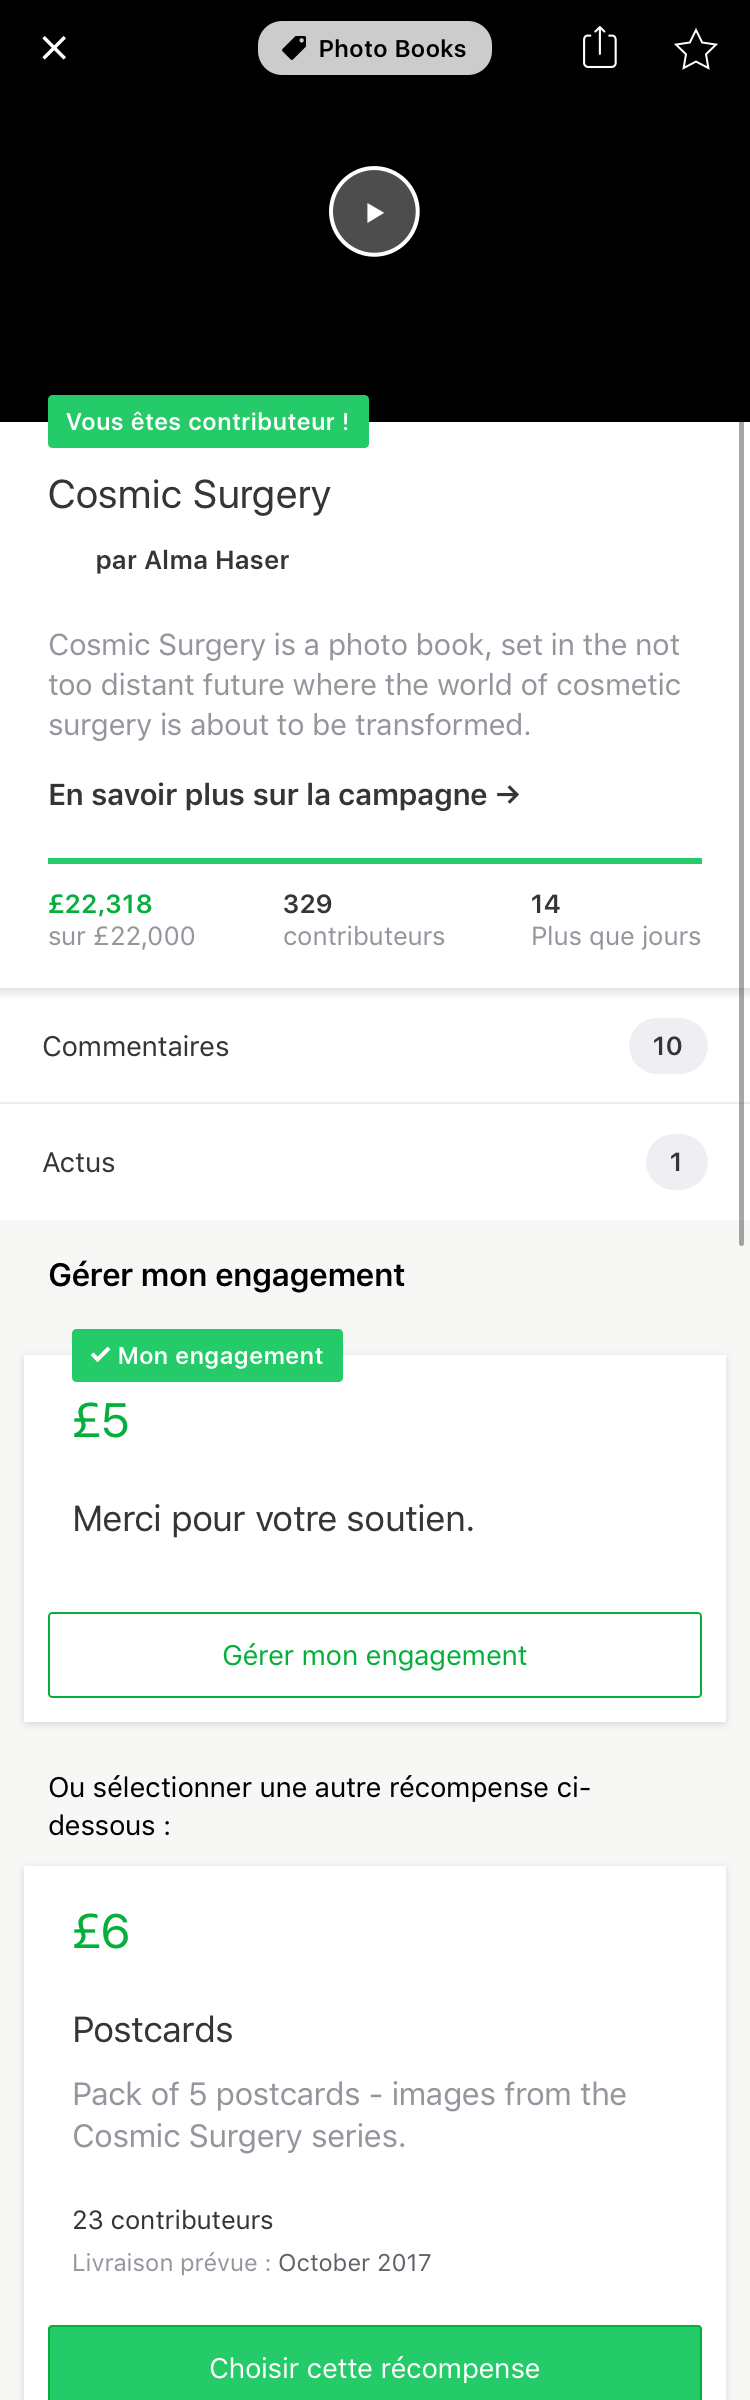 Photo Books
Vous êtes contributeur !
Cosmic Surgery
par Alma Haser
Cosmic Surgery is a photo book, set in the not
too distant future where the world of cosmetic
surgery is about to be transformed.
En savoir plus sur la campagne →
£22,318
sur £22,000
329
contributeurs
14
Plus que jours
Commentaires
10
Actus
1
Gérer mon engagement
Mon engagement
£5
Merci pour votre soutien.
Gérer mon engagement
Ou sélectionner une autre récompense ci-
dessous :
£6
Postcards
Pack of 5 postcards - images from the
Cosmic Surgery series.
23 contributeurs
Livraison prévue : October 2017
Choisir cette récompense